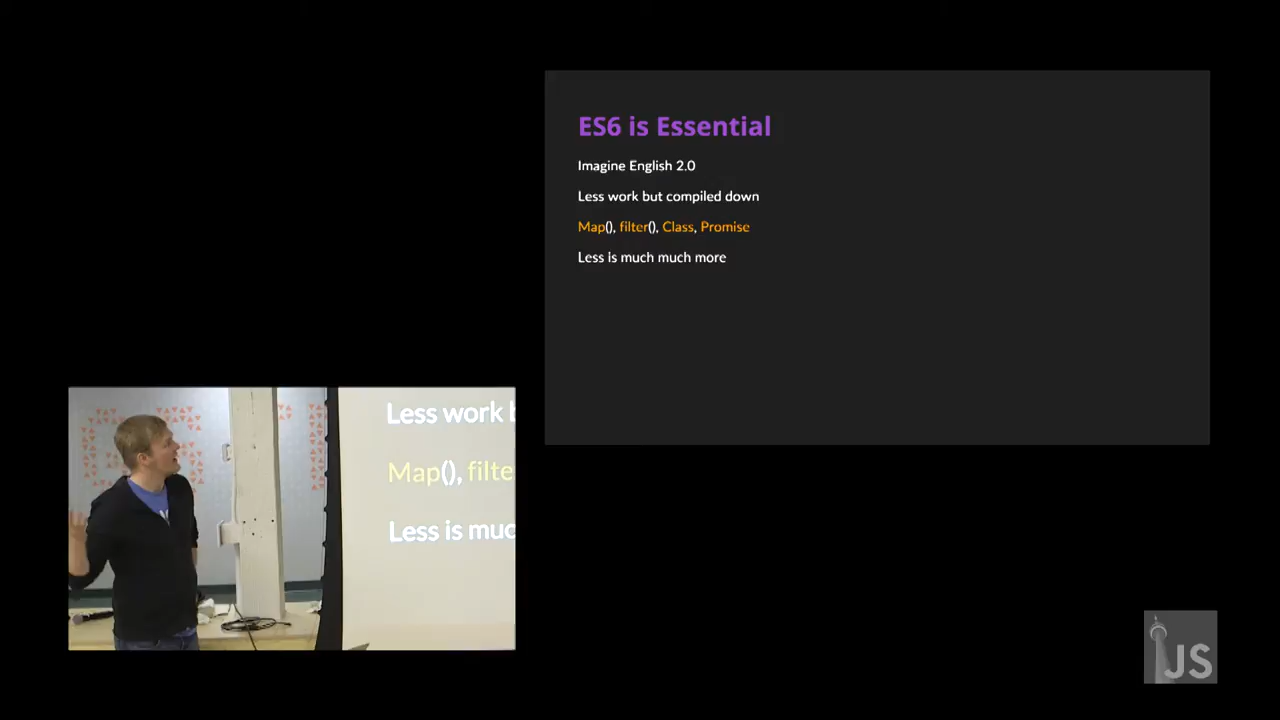 ES6 is Essential
Imagine English 2.0
Less work but compiled down
Map(), filter(), Class, Promise
Less is much much more
Less work b
Map(), filte
Less is muc
JS